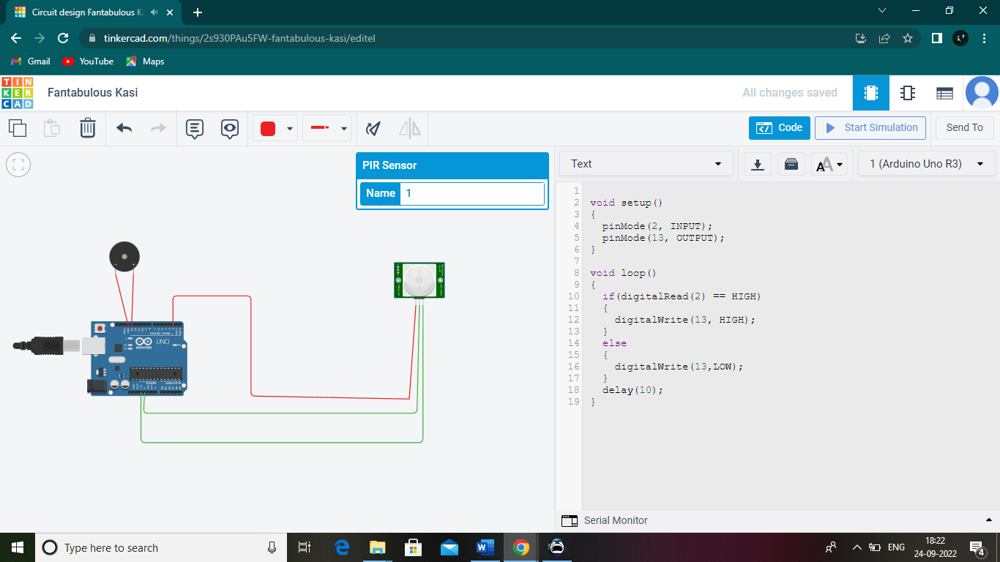 Circuit design Fantabulous K
tinkercad.com/things/2s930PAu5FW-fantabulous-kasi/editel
Gmail
YouTube
Maps
TIN
KER
CAD
Fantabulous Kasi
All changes saved
Code
Start Simulation
Send To
PIR Sensor
Name 1
Text
1 (Arduino Uno R3)
1
2 void setup()
3 {
4 pinMode(2, INPUT);
5 pinMode(13, OUTPUT);
6 }
7
8 void loop()
9 {
10 if(digitalRead(2) == HIGH)
11 {
12 digitalWrite(13, HIGH);
13 }
14 else
15 {
16 digitalWrite(13,LOW);
17 }
18 delay(10);
19 }
UNO
ARDUINO
Serial Monitor
Type here to search
ENG
18:22
24-09-2022
4